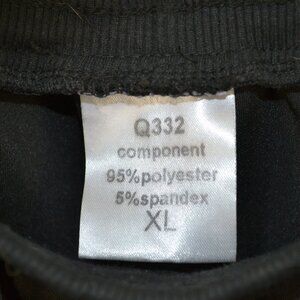 Q332
component
95%polyester
5%spandex
XL